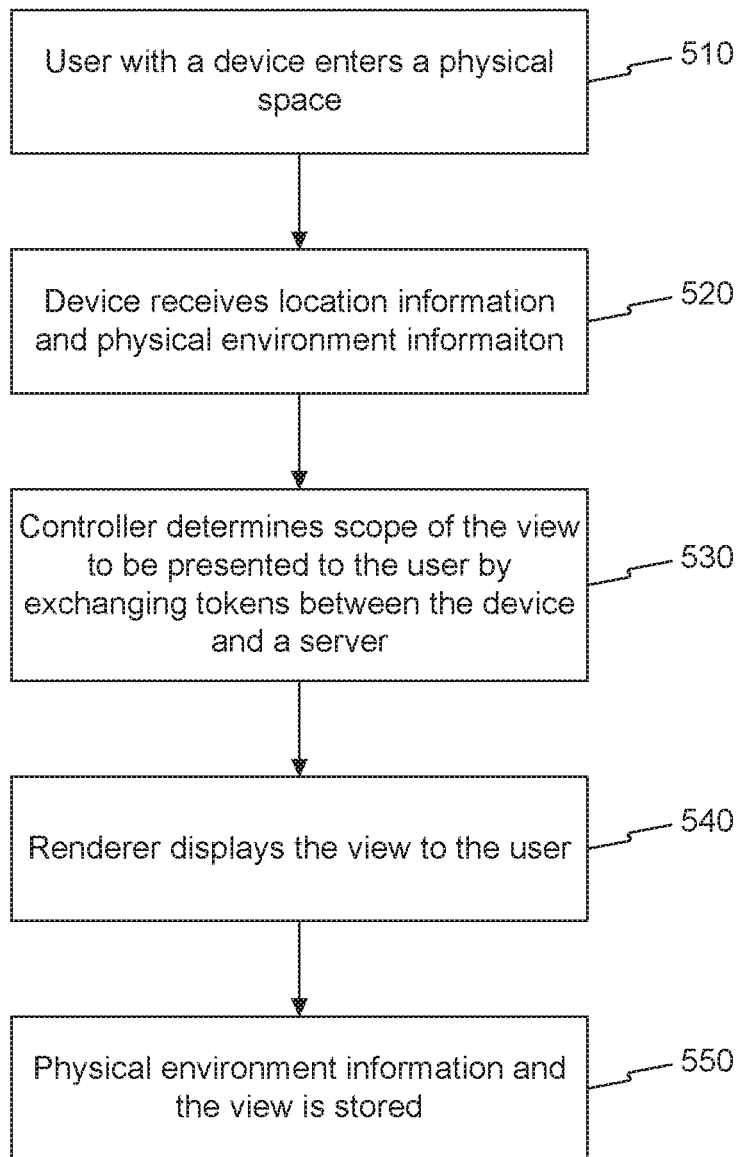 User with a device enters a physical
space
510
Device receives location information
and physical environment informaiton
520
Controller determines scope of the view
to be presented to the user by
exchanging tokens between the device
and a server
530
Renderer displays the view to the user
540
Physical environment information and
the view is stored
550